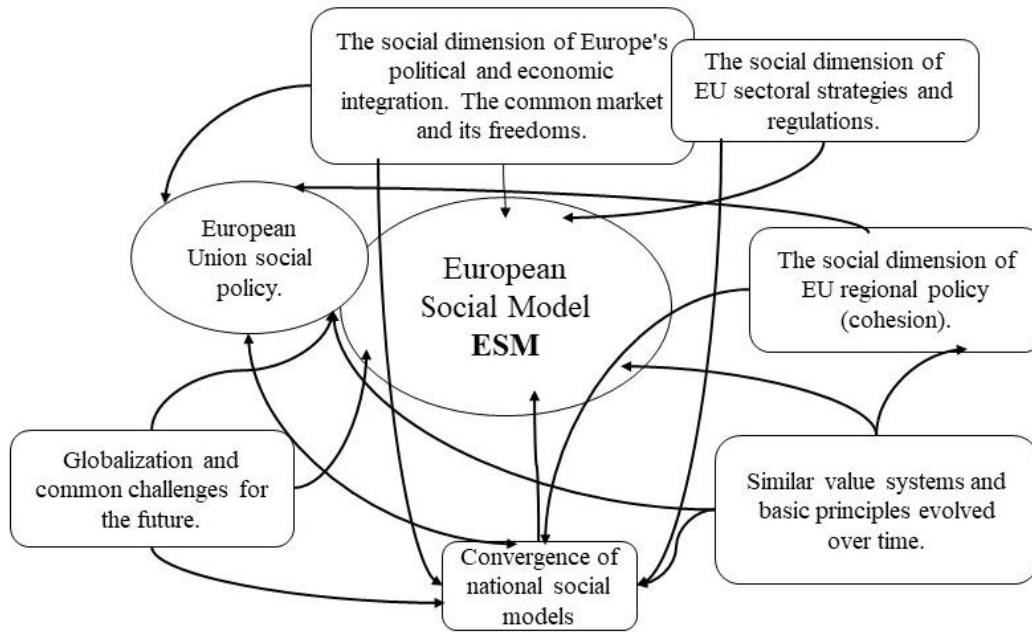 The social dimension of Europe's
political and economic
integration. The common market
and its freedoms.
The social dimension of
EU sectoral strategies and
regulations.
European
Union social
policy.
European
Social Model
ESM
The social dimension of
EU regional policy
(cohesion).
Globalization and
common challenges for
the future.
Similar value systems and
basic principles evolved
over time.
Convergence of
national social
models